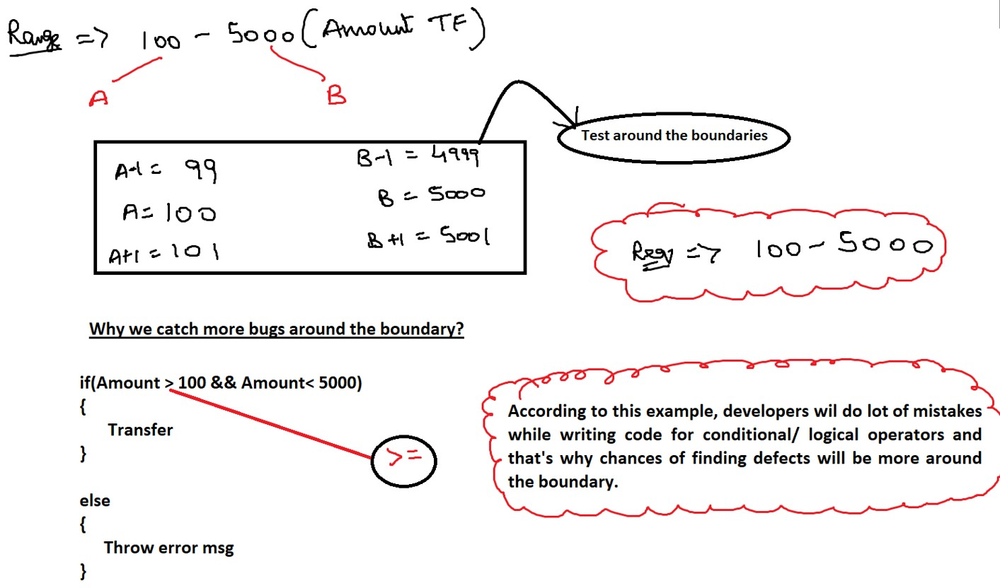 Range => 100 - 5000 (Amount TF)
A
B
Test around the boundaries
A-1 = 99
B-1 = 4999
A = 100
B = 5000
A+1 = 101
B+1 = 5001
Req => 100 - 5000
Why we catch more bugs around the boundary?
if(Amount > 100 && Amount< 5000)
{
Transfer
}
>=
else
{
Throw error msg
}
According to this example, developers wil do lot of mistakes
while writing code for conditional/ logical operators and
that's why chances of finding defects will be more around
the boundary.